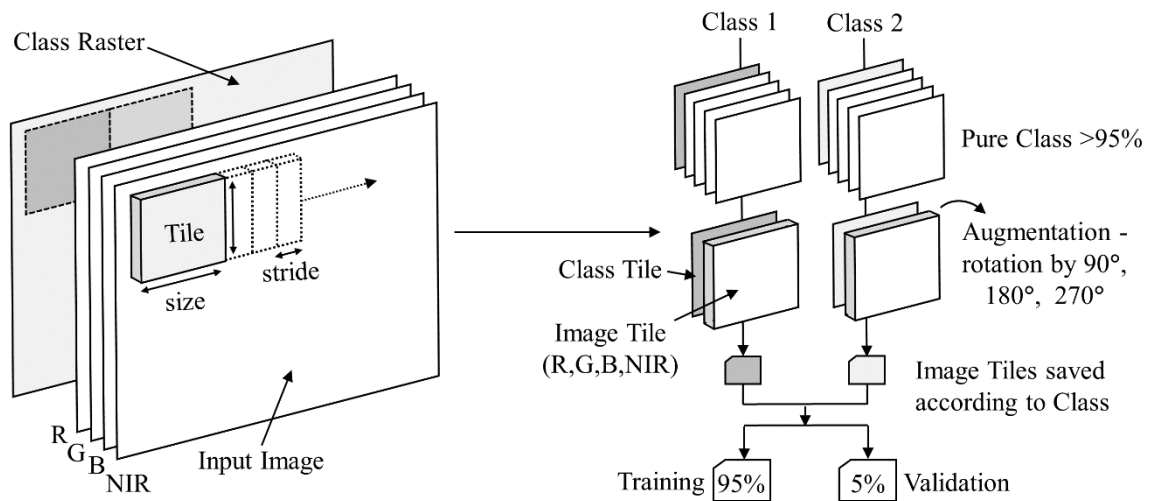 Class Raster
Tile
size
stride
R
G
B
NIR
Input Image
Class 1
Class 2
Pure Class >95%
Class Tile
Image Tile
(R,G,B,NIR)
Augmentation -
rotation by 90°,
180°, 270°
Image Tiles saved
according to Class
Training
95%
5%
Validation